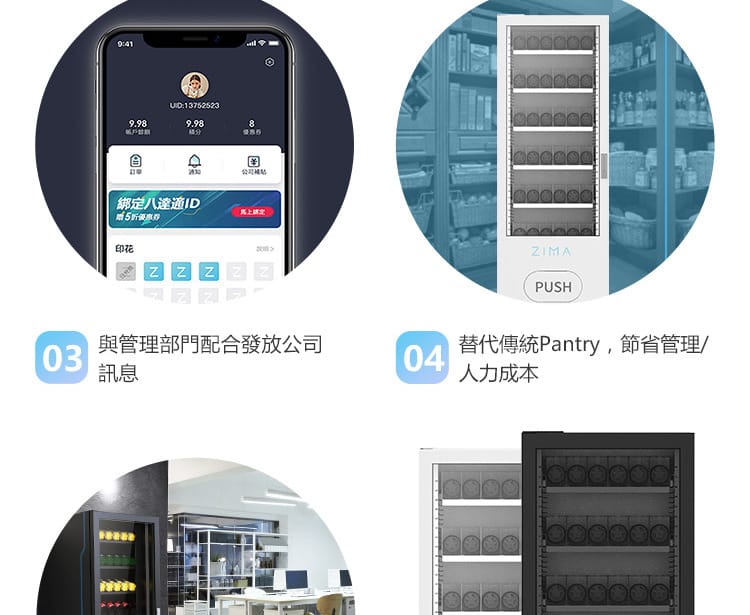 9:41
UID:13752523
9.98
9.98
8
帳戶餘額
積分
優惠券
訂單
通知
公司補貼
綁定八達通ID
贈5折優惠券
馬上綁定
印花
說明>
Z Z Z Z Z
ZIMA
PUSH
03
與管理部門配合發放公司
訊息
04
替代傳統Pantry，節省管理/
人力成本